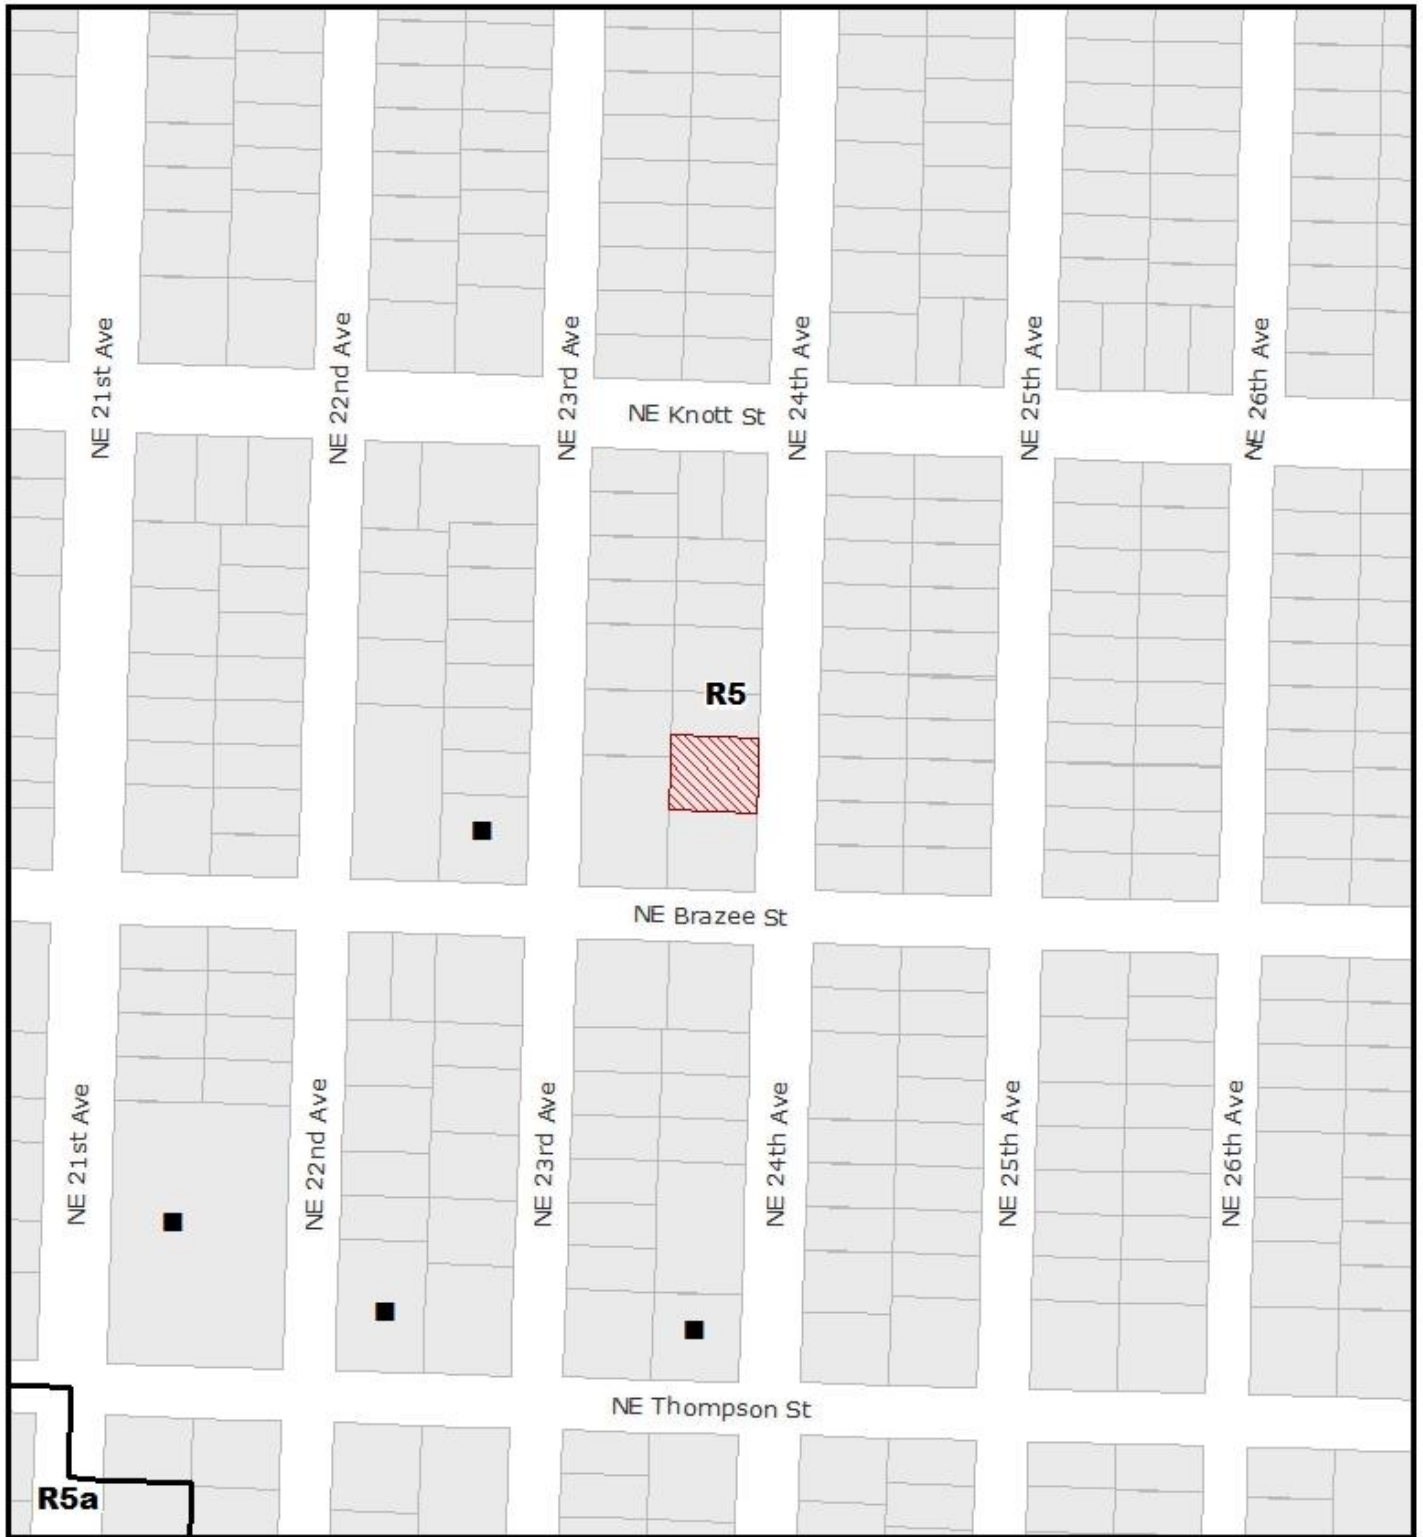 NE 21st Ave
NE 22nd Ave
NE 23rd Ave
NE 24th Ave
NE 25th Ave
NE 26th Ave
NE Knott St
R5
NE Brazee St
NE 21st Ave
NE 22nd Ave
NE 23rd Ave
NE 24th Ave
NE 25th Ave
NE 26th Ave
NE Thompson St
R5a